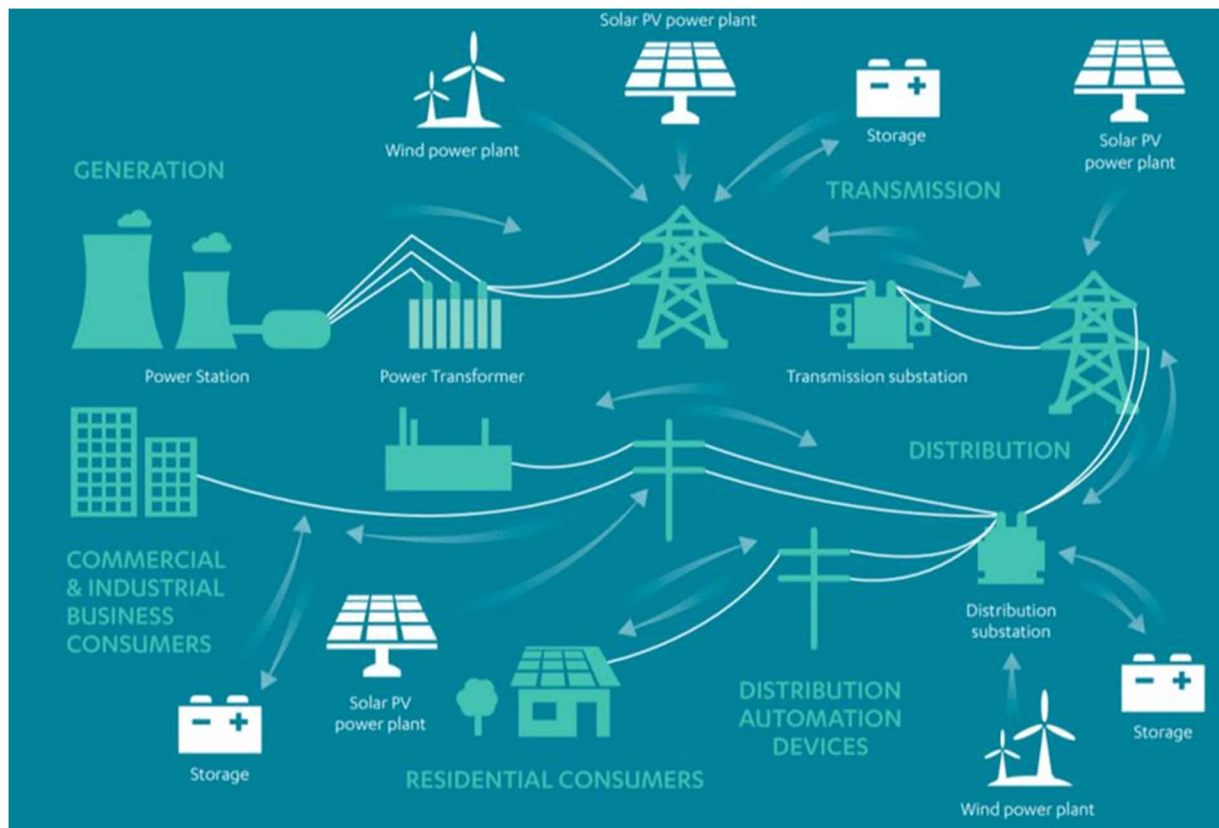 Solar PV power plant
Wind power plant
Storage
Solar PV
power plant
GENERATION
TRANSMISSION
Power Station
Power Transformer
Transmission substation
DISTRIBUTION
COMMERCIAL
& INDUSTRIAL
BUSINESS
CONSUMERS
Distribution
substation
Solar PV
power plant
Storage
RESIDENTIAL CONSUMERS
DISTRIBUTION
AUTOMATION
DEVICES
Storage
Wind power plant